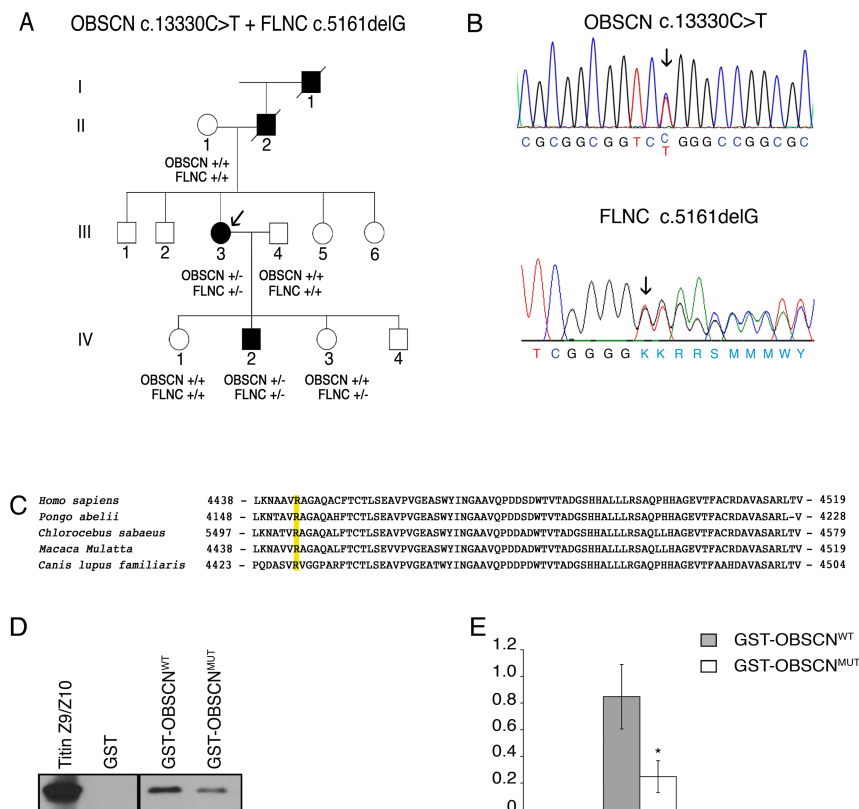 A
OBSCN c.13330C>T + FLNC c.5161delG
I
1
II
1
2
OBSCN +/+
FLNC +/+
III
1 2 3 4 5 6
OBSCN +/- OBSCN +/+
FLNC +/- FLNC +/+
IV
1 2 3 4
OBSCN +/+ OBSCN +/- OBSCN +/+
FLNC +/+ FLNC +/- FLNC +/-
B
OBSCN c.13330C>T
C G C G G C G G T C C G G G C C G G C G C
T
FLNC c.5161delG
T C G G G G K K R R S M M M W Y
C
Homo sapiens 4438 - LKNAAVRAGAQACFTCTLSEAVPVGEASWYINGAAVQPDDSDWTVTADGSHHALLLRSAQPHHAGEVTFACRDAVASARLTV - 4519
Pongo abelii 4148 - LKNTAVRAGAQAHFTCTLSEAVPVGEASWYINGAAVQPDDSDWTVTADGSHHALLLRSAQPHHAGEVTFACRDAVASARL-V - 4228
Chlorocebus sabaeus 5497 - LKNATVRAGAQALFTCTLSEVVPVGEASWYINGAAVQPDDADWTVTADGSHHALLLRSAQLLHAGEVTFACRDAVASARLTV - 4579
Macaca Mulatta 4438 - LKNAVVRAGAQALFTCTLSEAVPVGEASWYINGAAVQPDDSDWTVTADGSHHALLLRSAQLLHAGEVTFACRDAVASARLTV - 4519
Canis lupus familiaris 4423 - PQDASVRVGGPARFTCTLSEAVPVGEATWYINGAAVQPDDPDWTVTADGSHHALLLRGAQPHHAGEVTFAAHDAVASARLTV - 4504
D
Titin Z9/Z10
GST
GST-OBSCNWT
GST-OBSCNMUT
E
1.2
1.0
0.8
0.6
0.4
0.2
0
*
GST-OBSCNWT
GST-OBSCNMUT